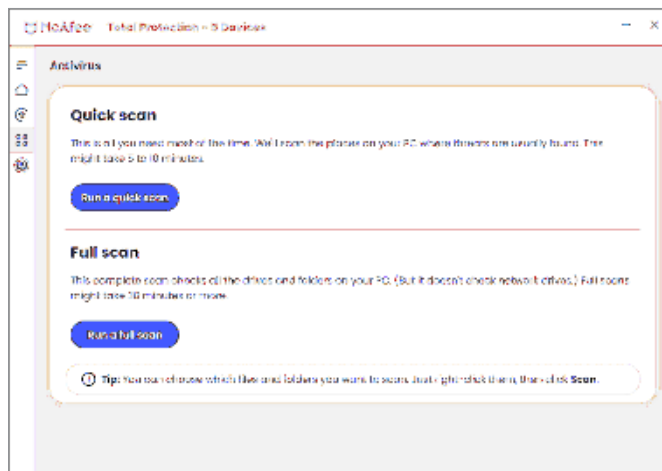 McAfee Total Protection – 5 Devices
Antivirus
Quick scan
This is all you need most of the time. We'll scan the places on your PC where threats are usually found. This
might take 5 to 10 minutes.
Run a quick scan
Full scan
This complete scan checks all the drives and folders on your PC. (But it doesn't check network drives.) Full scans
might take 30 minutes or more.
Run a full scan
Tip: You can choose which files and folders you want to scan. Just right-click them, then click Scan.